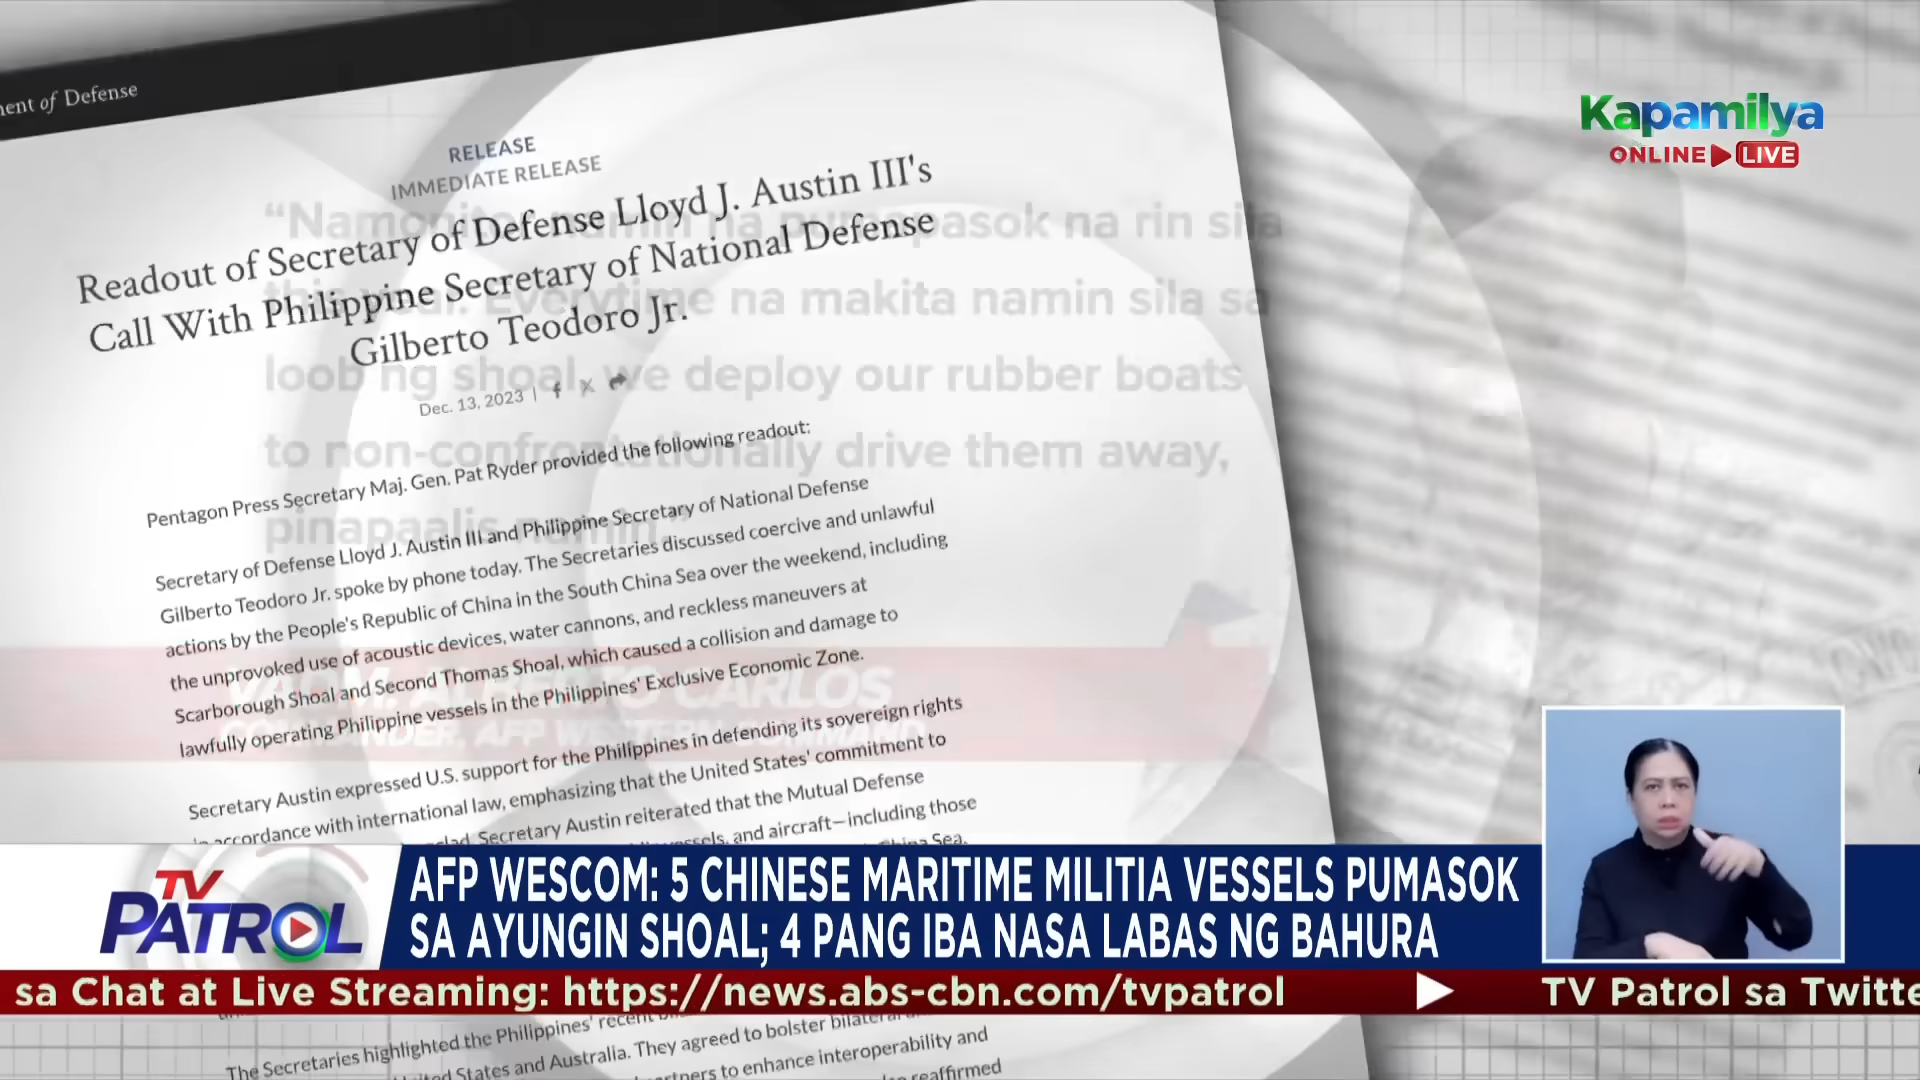 ment of Defense
Kapamilya
ONLINE LIVE
RELEASE
IMMEDIATE RELEASE
Readout of Secretary of Defense Lloyd J. Austin III's
Call With Philippine Secretary of National Defense
Gilberto Teodoro Jr.
Dec. 13, 2023 |
Pentagon Press Secretary Maj. Gen. Pat Ryder provided the following readout:
Secretary of Defense Lloyd J. Austin III and Philippine Secretary of National Defense
Gilberto Teodoro Jr. spoke by phone today. The Secretaries discussed coercive and unlawful
actions by the People's Republic of China in the South China Sea over the weekend, including
the unprovoked use of acoustic devices, water cannons, and reckless maneuvers at
Scarborough Shoal and Second Thomas Shoal, which caused a collision and damage to
lawfully operating Philippine vessels in the Philippines' Exclusive Economic Zone.
Secretary Austin expressed U.S. support for the Philippines in defending its sovereign rights
in accordance with international law, emphasizing that the United States' commitment to
Secretary Austin reiterated that the Mutual Defense
and aircraft—including those
Sea.
"Namonitor namin na pumapasok na rin sila
Everytime na makita namin sila sa
loob ng shoal, we deploy our rubber boats
to non-confrontationally drive them away,
pinapaalis namin."
CARLOS
COMMANDER, AFP WESTERN COMMAND
TV PATROL
AFP WESCOM: 5 CHINESE MARITIME MILITIA VESSELS PUMASOK
SA AYUNGIN SHOAL; 4 PANG IBA NASA LABAS NG BAHURA
sa Chat at Live Streaming: https://news.abs-cbn.com/tvpatrol
TV Patrol sa Twitte
The Secretaries highlighted the Philippines' recent
States and Australia. They agreed to bolster
to enhance interoperability and
reaffirmed